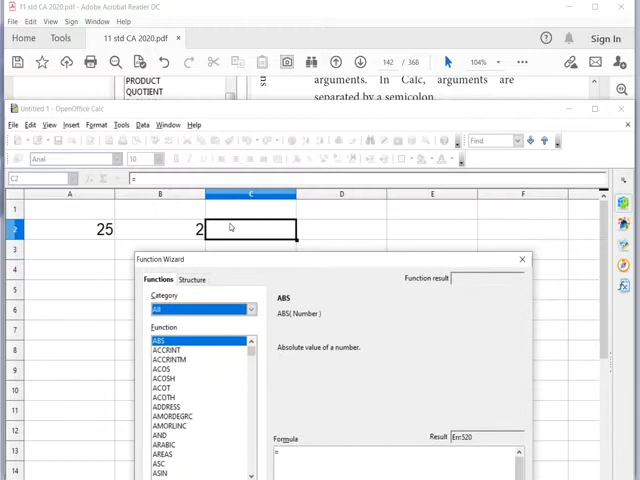 11 std CA 2020.pdf - Adobe Acrobat Reader DC
File Edit View Sign Window Help
Home Tools 11 std CA 2020.pdf × Sign In
142 / 368 104%
PRODUCT
QUOTIENT
arguments. In Calc, arguments are
separated by a semicolon.
Untitled 1 - OpenOffice Calc
File Edit View Insert Format Tools Data Window Help
Find
Arial 10
C2 =
A B C D E F
1
2 25 2
3
4
5
6
7
8
9
10
11
12
13
14
Function Wizard
Functions Structure
Function result
Category
All
ABS
ABS( Number )
Function
Absolute value of a number.
ABS
ACCRINT
ACCRINTM
ACOS
ACOSH
ACOT
ACOTH
ADDRESS
AMORDEGRC
AMORLINC
AND
ARABIC
AREAS
ASC
ASIN
Result Err:520
Formula
=